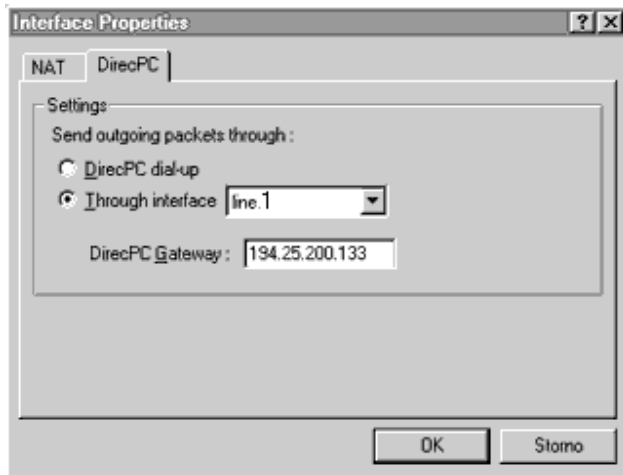 Interface Properties
NAT DirecPC
Settings
Send outgoing packets through :
DirecPC dial-up
Through interface line.1
DirecPC Gateway : 194.25.200.133
OK Storno